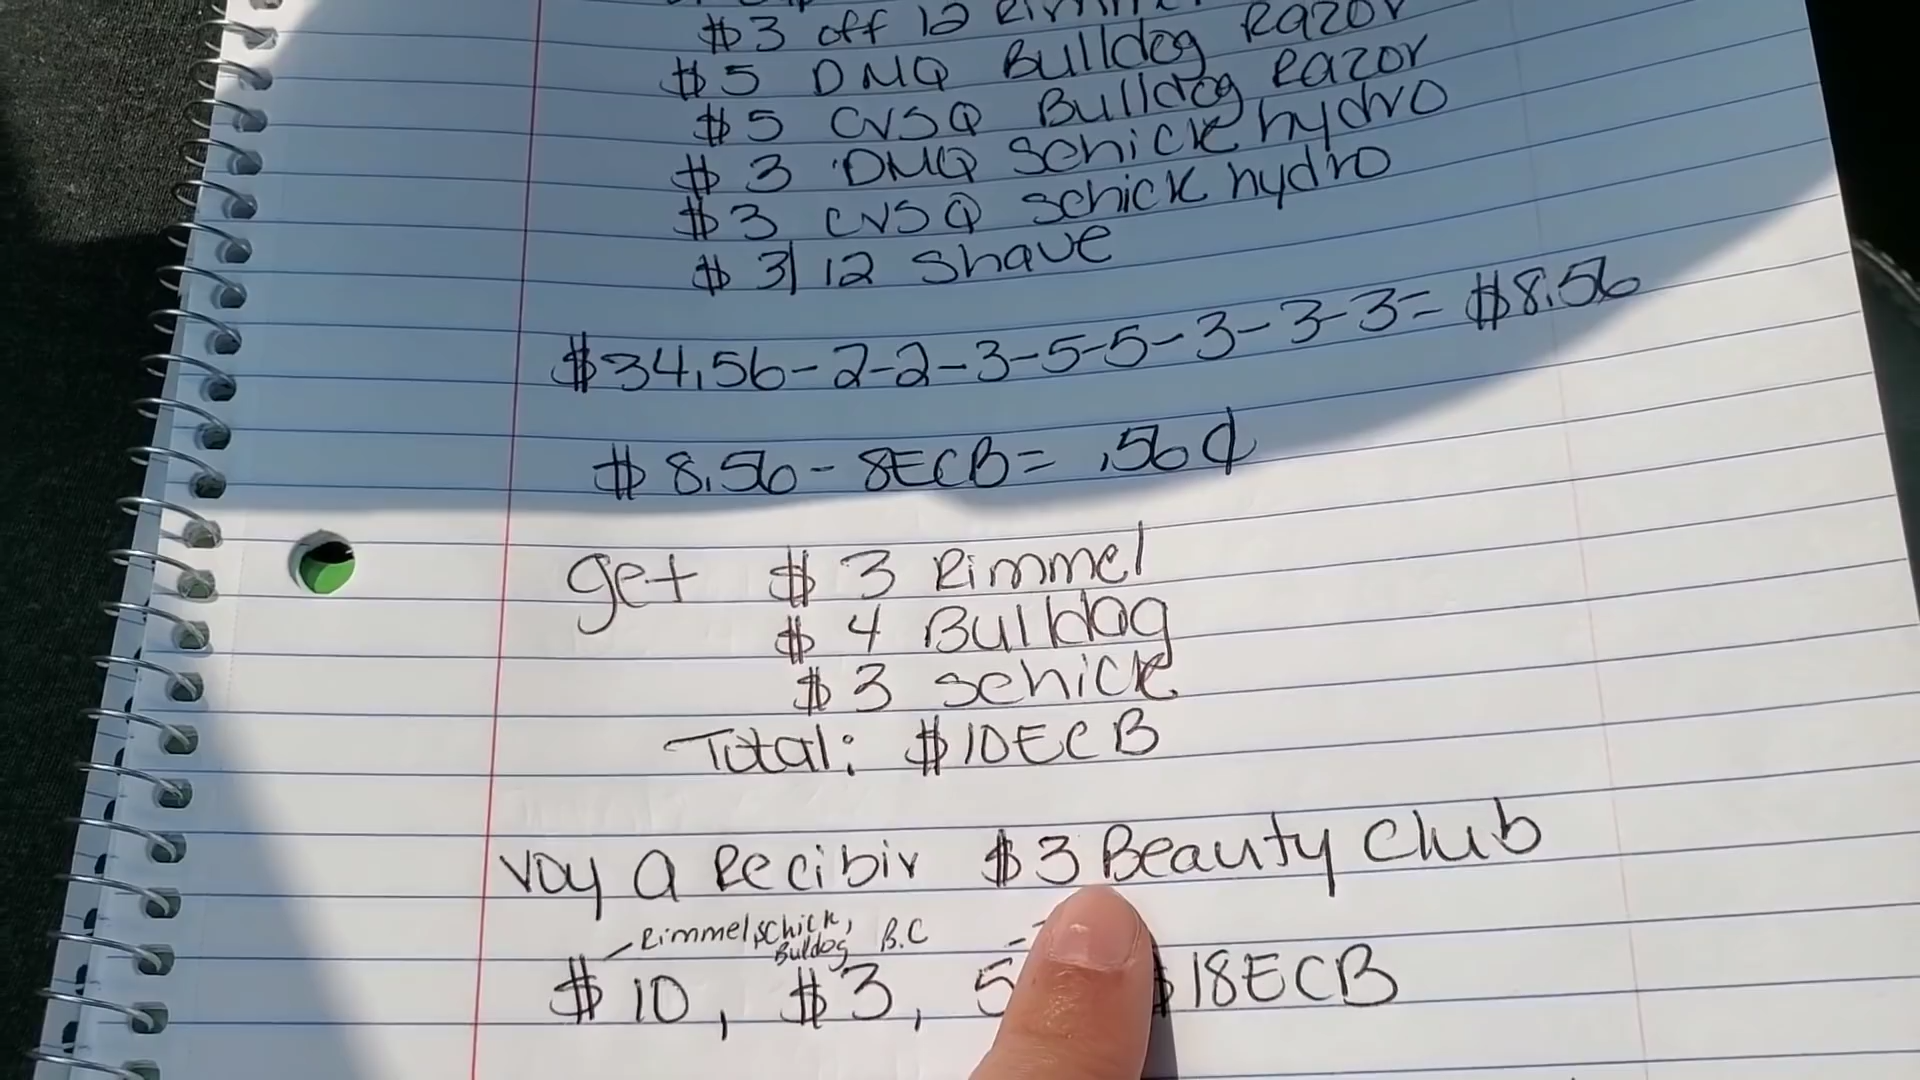 $3 off 12 Rimmel
$5 DMQ Bulldog Razor
$5 CVSQ Bulldog Razor
$3 DMQ Schick hydro
$3 CVSQ Schick hydro
$3|12 Shave
$34.56-2-2-3-5-5-3-3-3= $8.56
$8.56-8ECB= .56¢
get $3 Rimmel
$4 Bulldog
$3 Schick
Total: $10ECB
Voy a Recibir $3 Beauty Club
Rimmel, Schick, Buldog B.C
$10, $3, 5 $18ECB